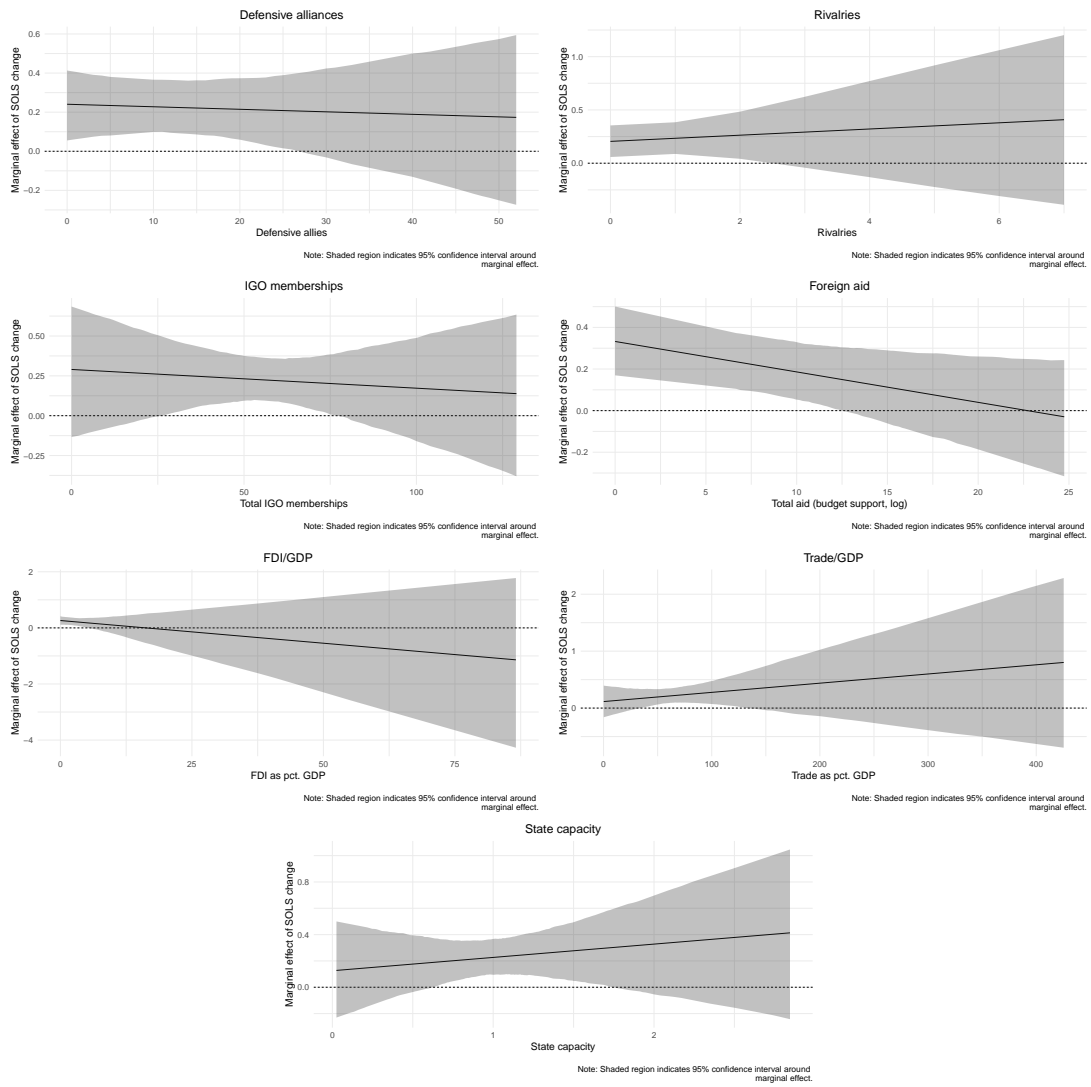 Defensive alliances
Marginal effect of SOLS change
0.6
0.4
0.2
0.0
−0.2
0 10 20 30 40 50
Defensive allies
Note: Shaded region indicates 95% confidence interval around
marginal effect.
Rivalries
Marginal effect of SOLS change
1.0
0.5
0.0
0 2 4 6
Rivalries
Note: Shaded region indicates 95% confidence interval around
marginal effect.
IGO memberships
Marginal effect of SOLS change
0.50
0.25
0.00
−0.25
0 50 100
Total IGO memberships
Note: Shaded region indicates 95% confidence interval around
marginal effect.
Foreign aid
Marginal effect of SOLS change
0.4
0.2
0.0
−0.2
0 5 10 15 20 25
Total aid (budget support, log)
Note: Shaded region indicates 95% confidence interval around
marginal effect.
FDI/GDP
Marginal effect of SOLS change
2
0
−2
−4
0 25 50 75
FDI as pct. GDP
Note: Shaded region indicates 95% confidence interval around
marginal effect.
Trade/GDP
Marginal effect of SOLS change
2
1
0
0 100 200 300 400
Trade as pct. GDP
Note: Shaded region indicates 95% confidence interval around
marginal effect.
State capacity
Marginal effect of SOLS change
0.8
0.4
0.0
0 1 2
State capacity
Note: Shaded region indicates 95% confidence interval around
marginal effect.